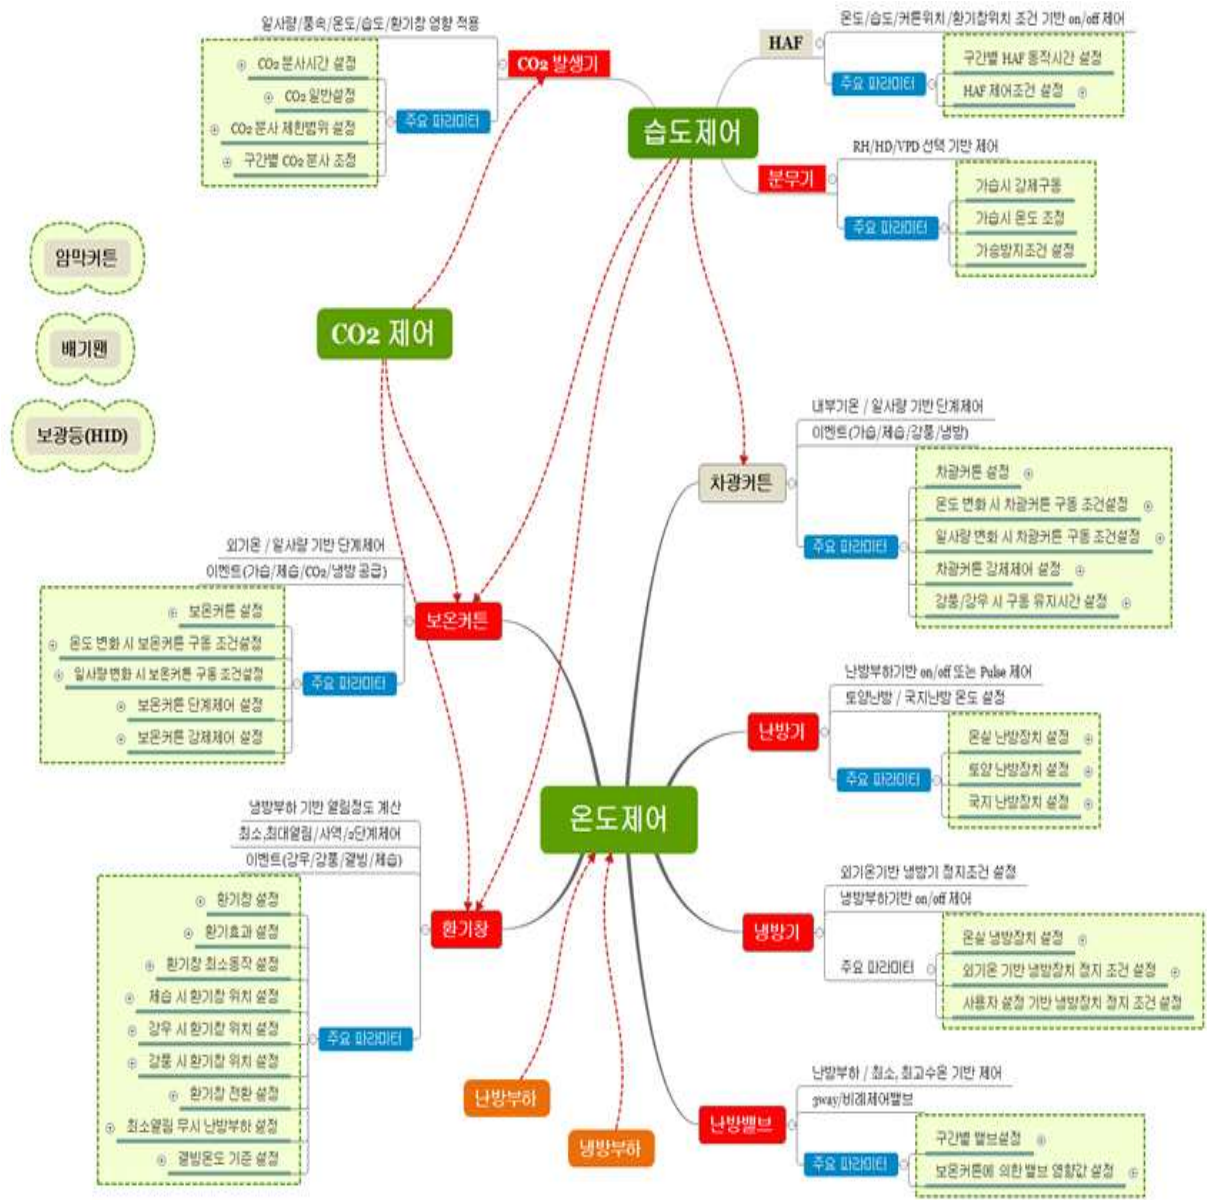 일사량/풍속/온도/습도/환기창 영향 적용
CO2 발생기
CO2 분사시간 설정
CO2 일반설정
CO2 분사 제한범위 설정
구간별 CO2 분사 조정
주요 파라미터
온도/습도/커튼위치/환기창위치 조건 기반 on/off 제어
HAF
구간별 HAF 동작시간 설정
HAF 제어조건 설정
주요 파라미터
습도제어
RH/HD/VPD 선택 기반 제어
분무기
가습시 강제구동
가습시 온도 조정
가습방지조건 설정
주요 파라미터
암막커튼
배기팬
보광등(HID)
CO2 제어
내부기온 / 일사량 기반 단계제어
이벤트(가습/제습/강풍/냉방)
차광커튼
차광커튼 설정
온도 변화 시 차광커튼 구동 조건설정
일사량 변화 시 차광커튼 구동 조건설정
차광커튼 강제제어 설정
강풍/강우 시 구동 유지시간 설정
주요 파라미터
외기온 / 일사량 기반 단계제어
이벤트(가습/제습/CO2/냉방 공급)
보온커튼
보온커튼 설정
온도 변화 시 보온커튼 구동 조건설정
일사량 변화 시 보온커튼 구동 조건설정
보온커튼 단계제어 설정
보온커튼 강제제어 설정
주요 파라미터
난방부하기반 on/off 또는 Pulse 제어
토양난방 / 국지난방 온도 설정
난방기
온실 난방장치 설정
토양 난방장치 설정
국지 난방장치 설정
주요 파라미터
온도제어
냉방부하 기반 열림정도 계산
최소,최대열림/사역/2단계제어
이벤트(강우/강풍/결빙/제습)
환기창
환기창 설정
환기효과 설정
환기창 최소동작 설정
제습 시 환기창 위치 설정
강우 시 환기창 위치 설정
강풍 시 환기창 위치 설정
환기창 전환 설정
최소열림 무시 난방부하 설정
결빙온도 기준 설정
주요 파라미터
외기온기반 냉방기 정지조건 설정
냉방부하기반 on/off 제어
냉방기
온실 냉방장치 설정
외기온 기반 냉방장치 정지 조건 설정
사용자 설정 기반 냉방장치 정지 조건 설정
주요 파라미터
난방부하
냉방부하
난방부하 / 최소, 최고수온 기반 제어
3way/비례제어밸브
난방밸브
구간별 밸브설정
보온커튼에 의한 밸브 영향값 설정
주요 파라미터